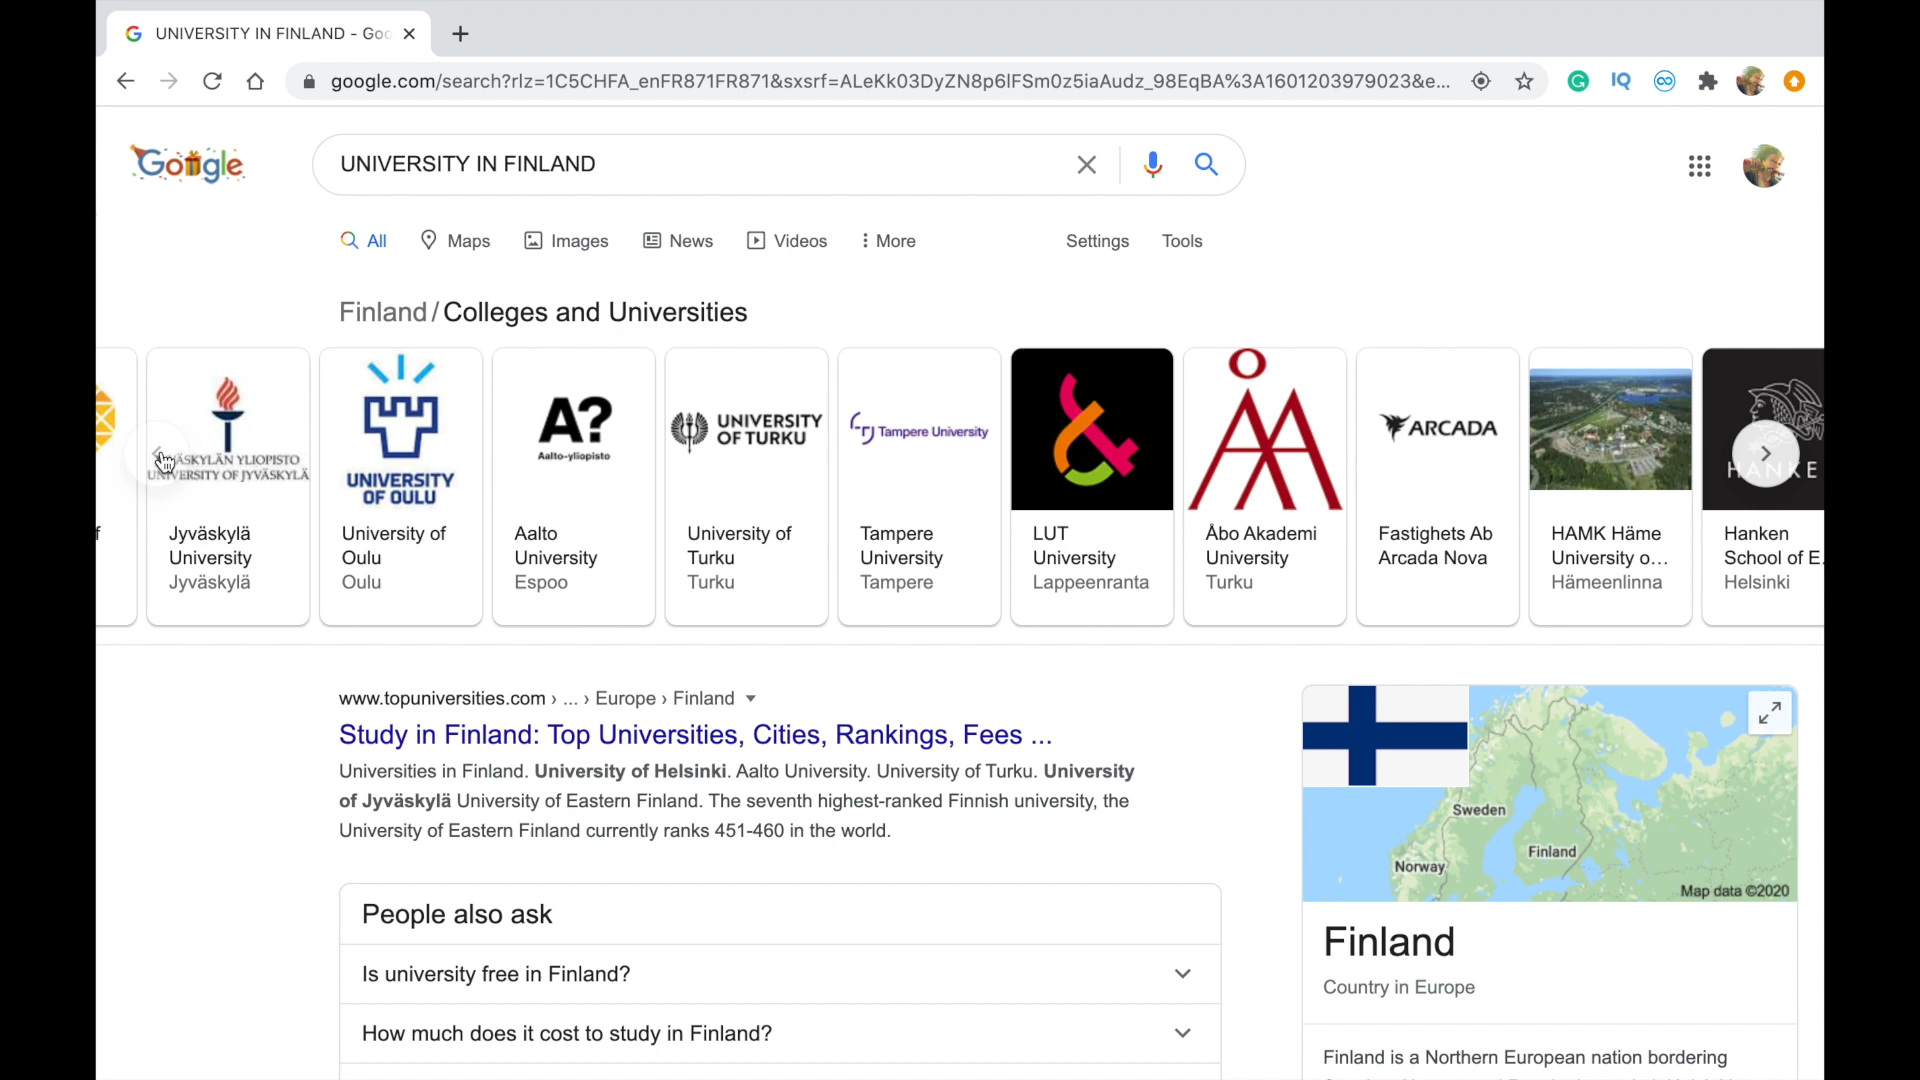 UNIVERSITY IN FINLAND - Goo
google.com/search?rlz=1C5CHFA_enFR871FR871&sxsrf=ALeKk03DyZN8p6lFSm0z5iaAudz_98EqBA%3A1601203979023&e...
IQ
Google
UNIVERSITY IN FINLAND
All Maps Images News Videos More Settings Tools
Finland/Colleges and Universities
UNIVERSITY OF JYVÄSKYLÄ
UNIVERSITY
OF OULU
A?
Aalto-yliopisto
UNIVERSITY
OF TURKU
Tampere University
ARCADA
HANKE
f
Jyväskylä
University
Jyväskylä
University of
Oulu
Oulu
Aalto
University
Espoo
University of
Turku
Turku
Tampere
University
Tampere
LUT
University
Lappeenranta
Åbo Akademi
University
Turku
Fastighets Ab
Arcada Nova
HAMK Häme
University o...
Hämeenlinna
Hanken
School of E.
Helsinki
www.topuniversities.com › ... › Europe › Finland
Study in Finland: Top Universities, Cities, Rankings, Fees ...
Universities in Finland. University of Helsinki. Aalto University. University of Turku. University
of Jyväskylä University of Eastern Finland. The seventh highest-ranked Finnish university, the
University of Eastern Finland currently ranks 451-460 in the world.
People also ask
Is university free in Finland?
How much does it cost to study in Finland?
Sweden
Finland
Norway
Map data ©2020
Finland
Country in Europe
Finland is a Northern European nation bordering